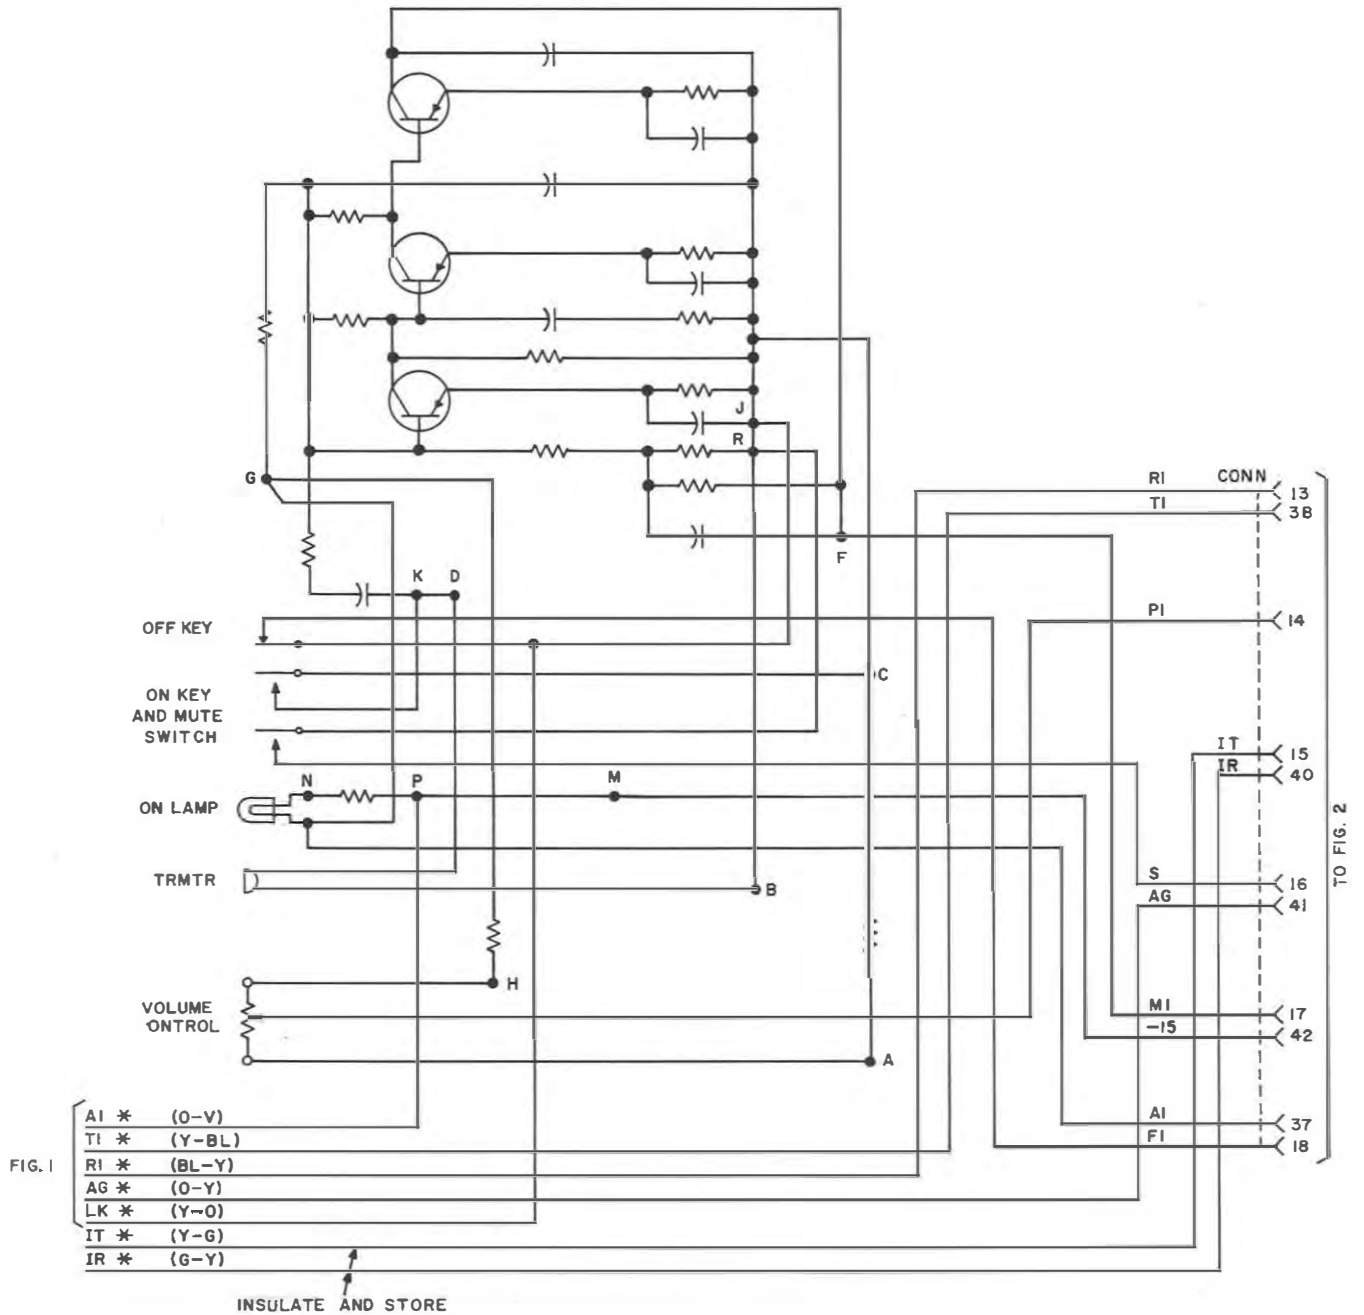 J
R
G
RI CONN 13
TI 3B
F
K D
PI 14
OFF KEY
C
ON KEY
AND MUTE
SWITCH
IT 15
IR 40
N P M
ON LAMP
TO FIG. 2
TRMTR
S 16
B
AG 41
H
VOLUME
ONTROL
MI 17
-15 42
A
AI * (O-V)
AI 37
TI * (Y-BL)
FI 18
FIG. I
RI * (BL-Y)
AG * (O-Y)
LK * (Y-O)
IT * (Y-G)
IR * (G-Y)
INSULATE AND STORE